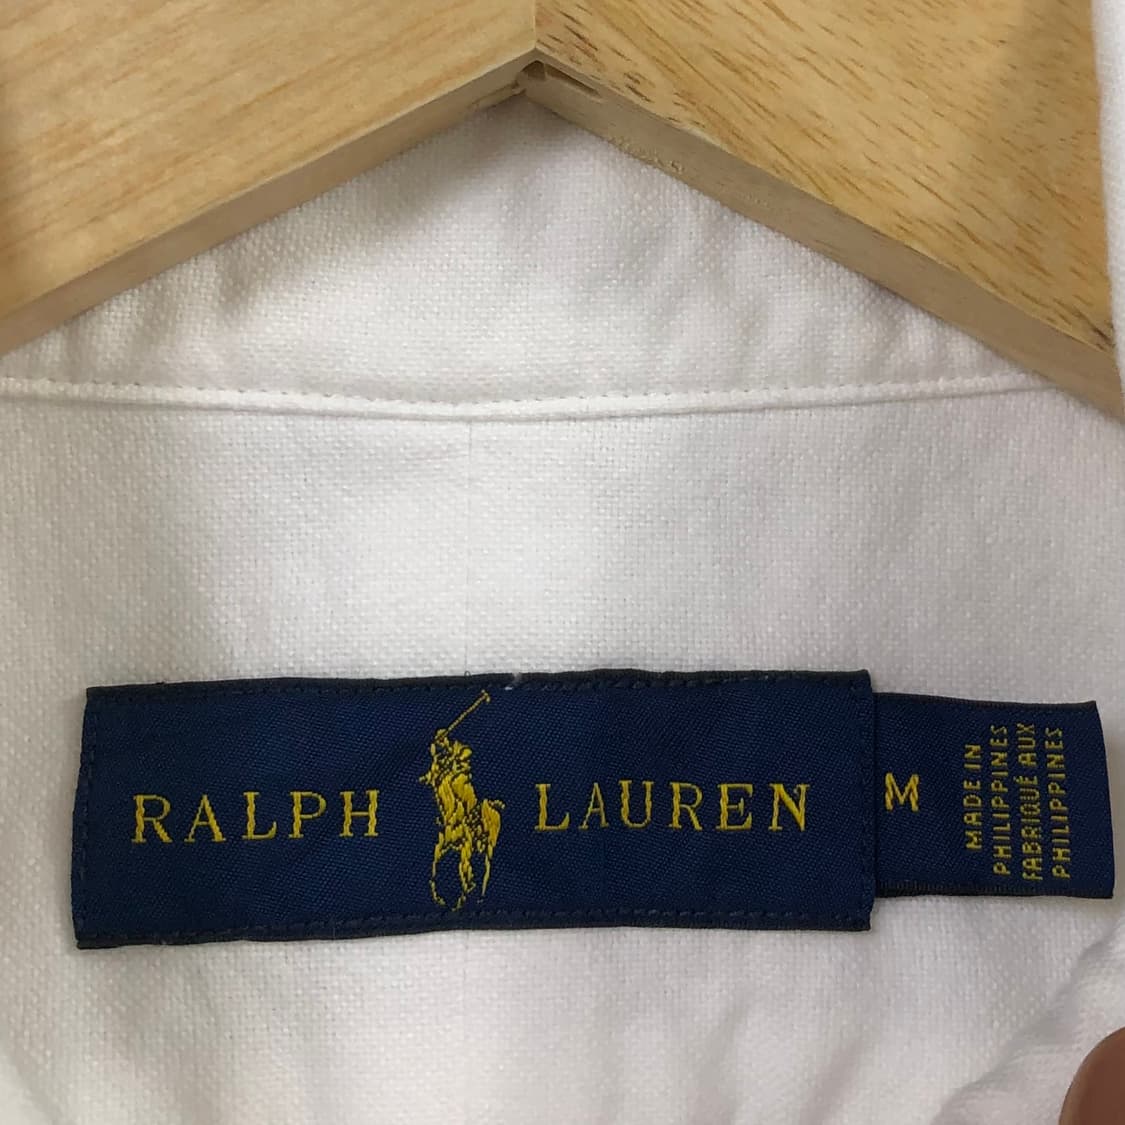 RALPH LAUREN
M
MADE IN
PHILIPPINES
FABRIQUÉ AUX
PHILIPPINES